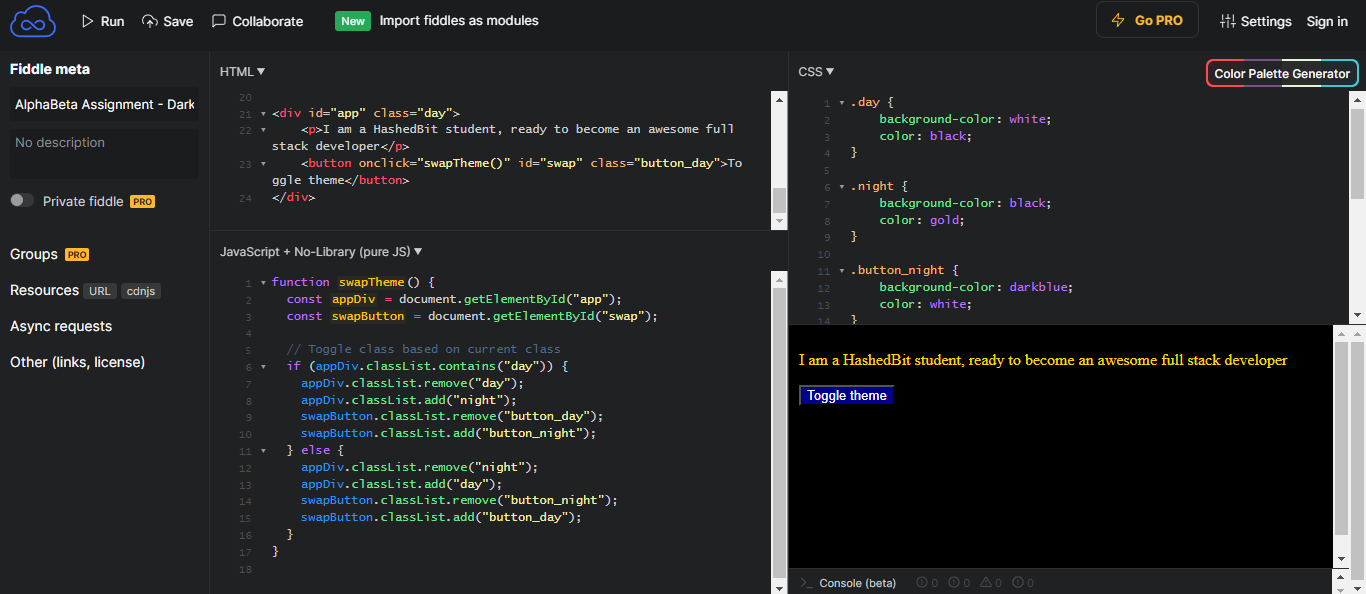 Run Save Collaborate New Import fiddles as modules Go PRO Settings Sign in
Fiddle meta
AlphaBeta Assignment - Dark
No description
Private fiddle PRO
Groups PRO
Resources URL cdnjs
Async requests
Other (links, license)
HTML
20
21 <div id="app" class="day">
22 <p>I am a HashedBit student, ready to become an awesome full
stack developer</p>
23 <button onclick="swapTheme()" id="swap" class="button_day">To
ggle theme</button>
24 </div>
JavaScript + No-Library (pure JS)
1 function swapTheme() {
2 const appDiv = document.getElementById("app");
3 const swapButton = document.getElementById("swap");
4
5 // Toggle class based on current class
6 if (appDiv.classList.contains("day")) {
7 appDiv.classList.remove("day");
8 appDiv.classList.add("night");
9 swapButton.classList.remove("button_day");
10 swapButton.classList.add("button_night");
11 } else {
12 appDiv.classList.remove("night");
13 appDiv.classList.add("day");
14 swapButton.classList.remove("button_night");
15 swapButton.classList.add("button_day");
16 }
17 }
18
CSS
Color Palette Generator
1 .day {
2 background-color: white;
3 color: black;
4 }
5
6 .night {
7 background-color: black;
8 color: gold;
9 }
10
11 .button_night {
12 background-color: darkblue;
13 color: white;
14 }
I am a HashedBit student, ready to become an awesome full stack developer
Toggle theme
>_ Console (beta) 0 0 0 0